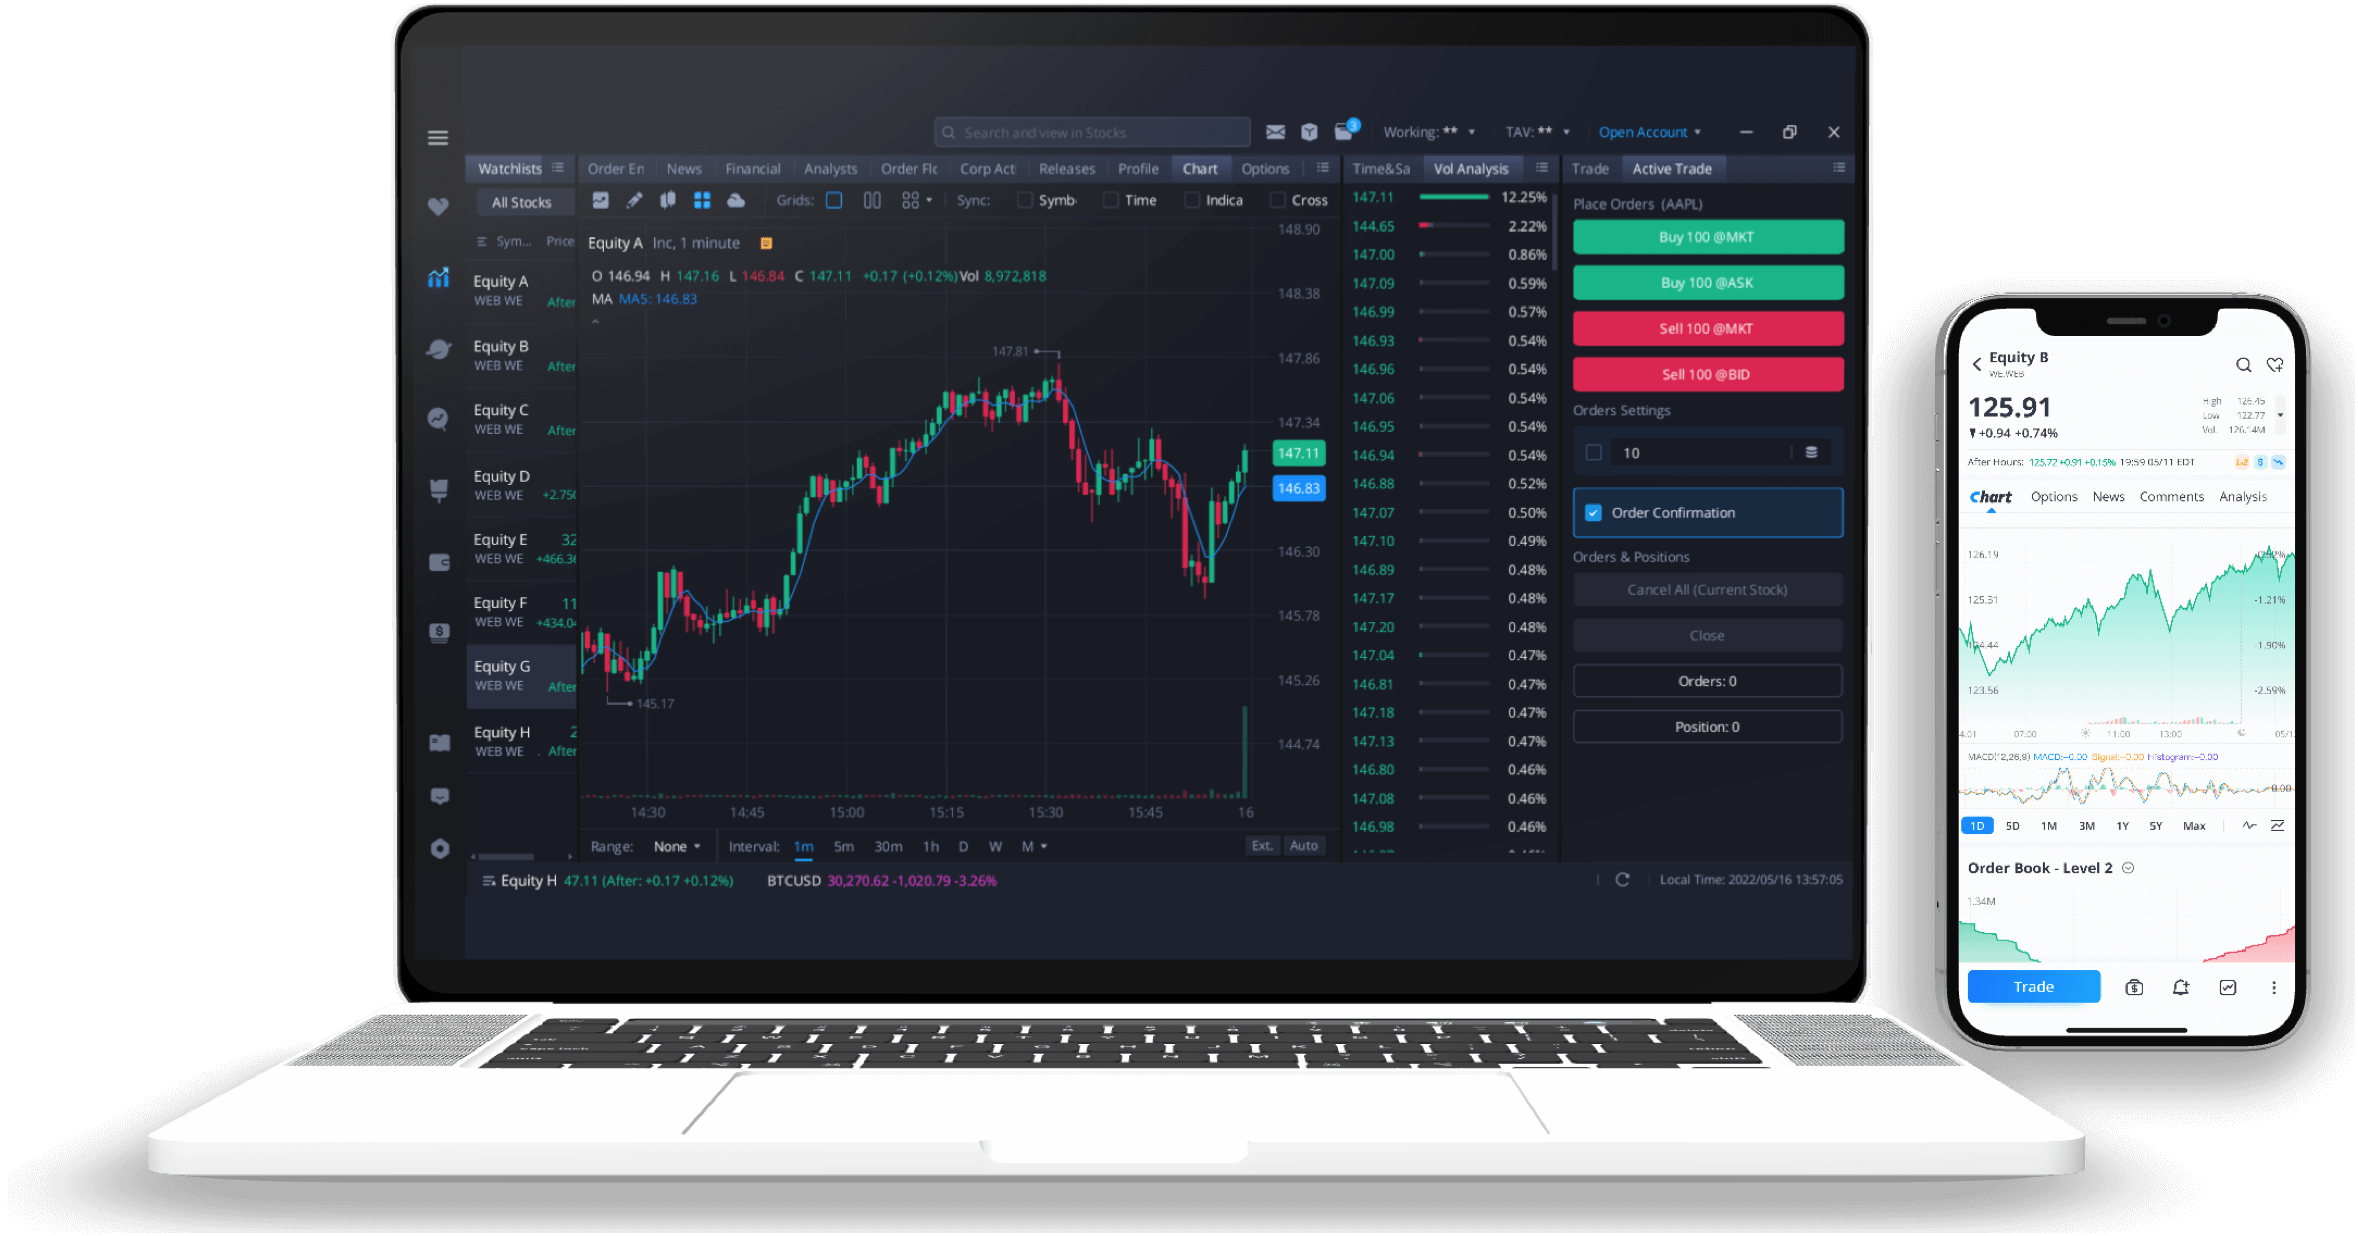 Search and view in Stocks
3
Working: **
TAV: **
Open Account
Watchlists
Order En
News
Financial
Analysts
Order Flc
Corp Act
Releases
Profile
Chart
Options
Time&Sa
Vol Analysis
Trade
Active Trade
All Stocks
Grids:
Sync:
Symb
Time
Indica
Cross
Sym...
Price
Equity A
WEB WE
After
Equity B
WEB WE
After
Equity C
WEB WE
After
Equity D
WEB WE
+2.750
Equity E
32
WEB WE
+466.36
Equity F
11
WEB WE
+434.04
Equity G
WEB WE
After
Equity H
2
WEB WE
After
Equity A Inc, 1 minute
O 146.94 H 147.16 L 146.84 C 147.11 +0.17 (+0.12%) Vol 8,972,818
MA MA5: 146.83
147.81
145.17
148.90
148.38
147.86
147.34
147.11
146.83
146.30
145.78
145.26
144.74
14:30
14:45
15:00
15:15
15:30
15:45
16
Range: None
Interval: 1m 5m 30m 1h D W M
Ext. Auto
147.11 12.25%
144.65 2.22%
147.00 0.86%
147.09 0.59%
146.99 0.57%
146.93 0.54%
146.96 0.54%
147.06 0.54%
146.95 0.54%
146.94 0.54%
146.88 0.52%
147.07 0.50%
147.10 0.49%
146.89 0.48%
147.17 0.48%
147.20 0.48%
147.04 0.47%
146.81 0.47%
147.18 0.47%
147.13 0.47%
146.80 0.46%
147.08 0.46%
146.98 0.46%
Place Orders (AAPL)
Buy 100 @MKT
Buy 100 @ASK
Sell 100 @MKT
Sell 100 @BID
Orders Settings
10
Order Confirmation
Orders & Positions
Cancel All (Current Stock)
Close
Orders: 0
Position: 0
Equity H 47.11 (After: +0.17 +0.12%)
BTCUSD 30,270.62 -1,020.79 -3.26%
Local Time: 2022/05/16 13:57:05
Equity B
WE.WEB
125.91
+0.94 +0.74%
High 126.45
Low 122.77
Vol. 126.14M
After Hours: 125.72 +0.91 +0.15% 19:59 05/11 EDT
Chart Options News Comments Analysis
126.19
125.31 -1.21%
124.44 -1.90%
123.56 -2.59%
4:01 07:00 11:00 13:00 05/1
MACD(12,26,9) MACD:-0.00 Signal:-0.00 Histogram:-0.00
0.00
1D 5D 1M 3M 1Y 5Y Max
Order Book - Level 2
1.34M
Trade